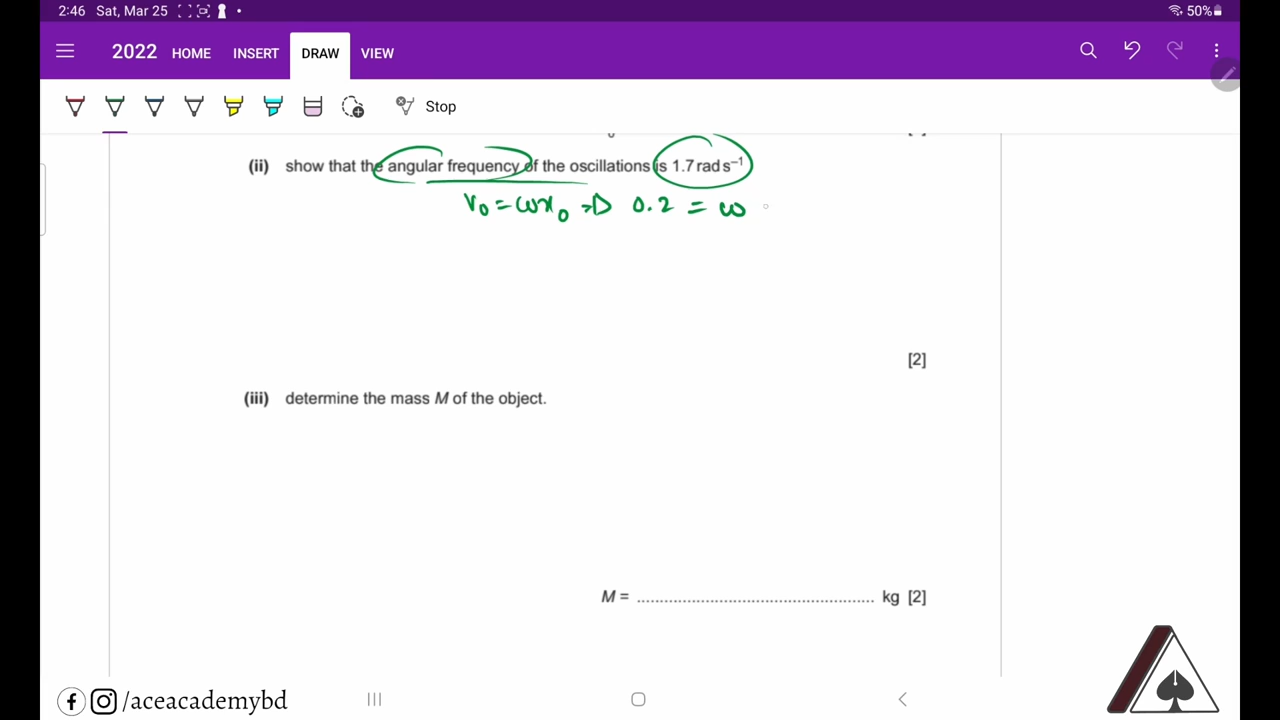 2:46 Sat, Mar 25 50%
2022 HOME INSERT DRAW VIEW
Stop
(ii) show that the angular frequency of the oscillations is 1.7 rad s⁻¹
v₀ = ωx₀ => 0.2 = ω
[2]
(iii) determine the mass M of the object.
M = ................................................ kg [2]
/aceacademybd